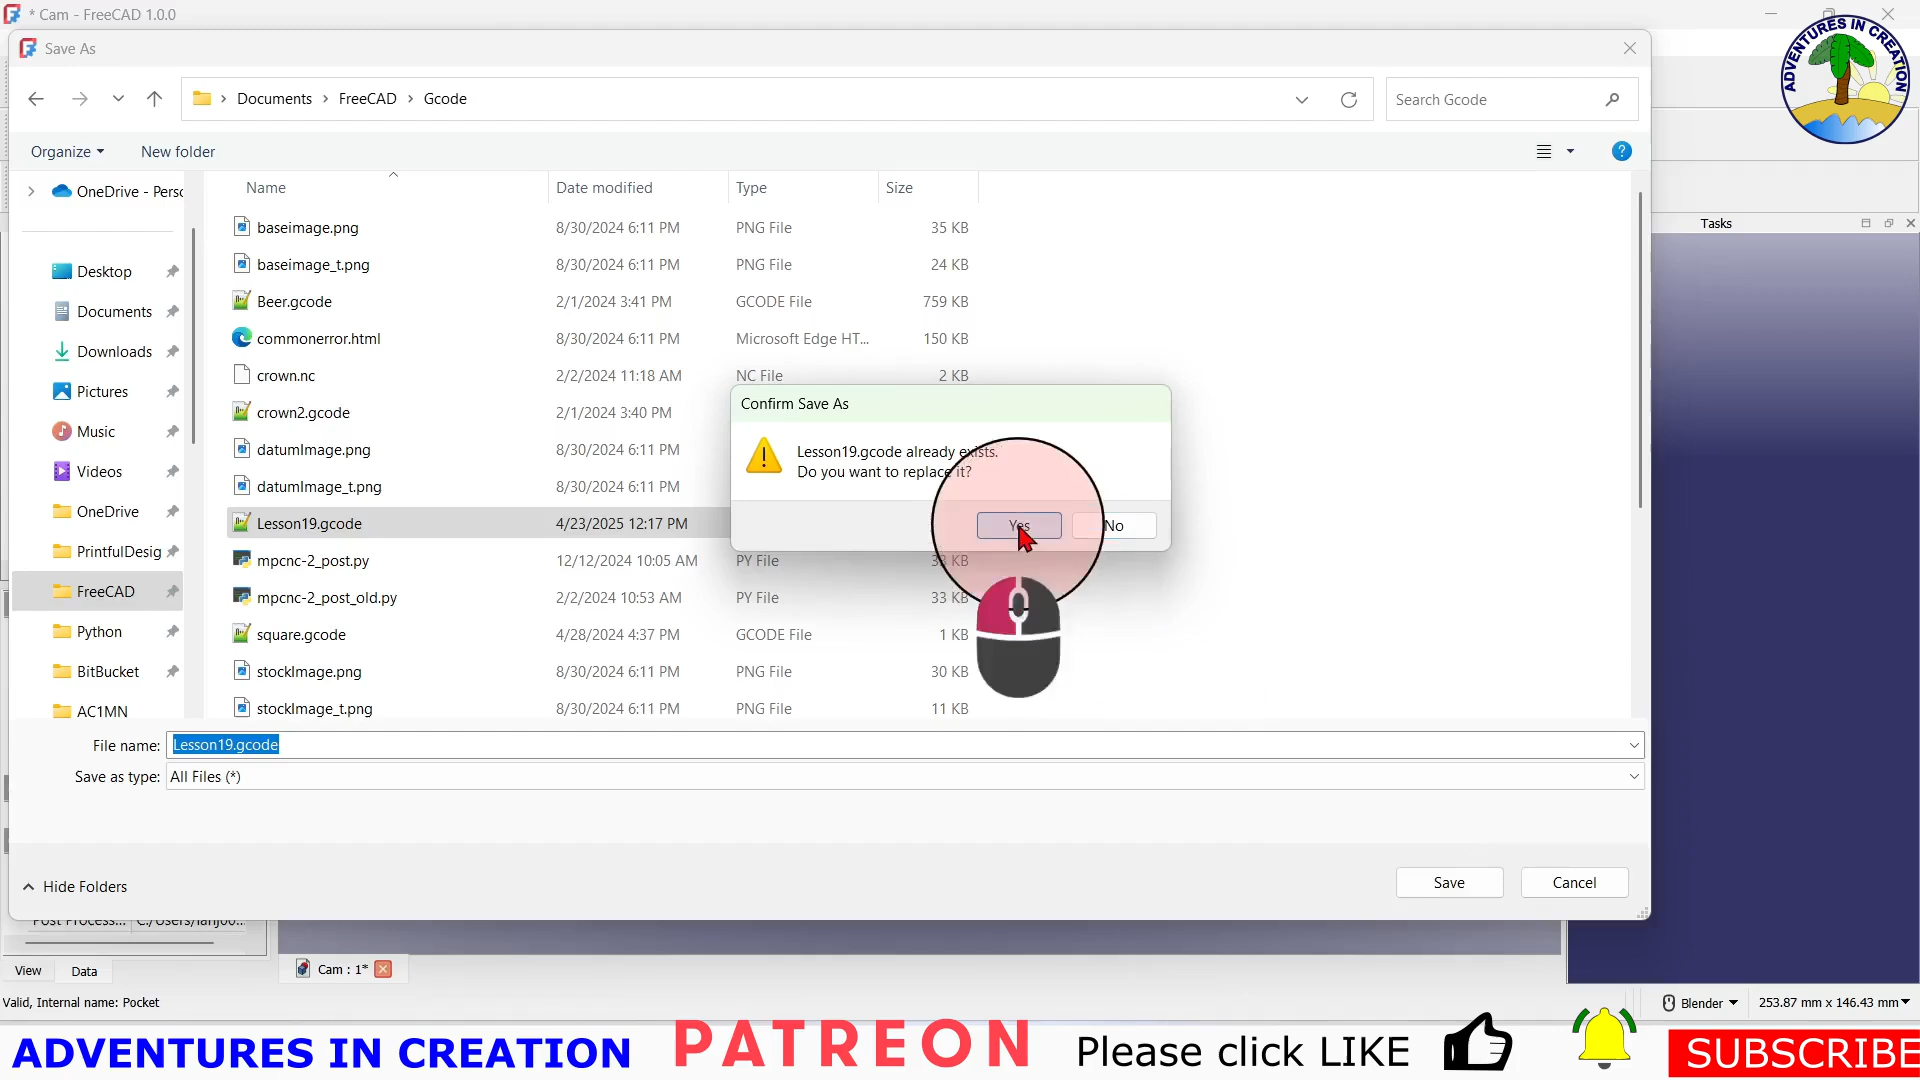 * Cam - FreeCAD 1.0.0
ADVENTURES IN CREATION
Save As
Documents > FreeCAD > Gcode
Search Gcode
Organize
New folder
?
OneDrive - Perso
Name
Date modified
Type
Size
Tasks
baseimage.png 8/30/2024 6:11 PM PNG File 35 KB
baseimage_t.png 8/30/2024 6:11 PM PNG File 24 KB
Beer.gcode 2/1/2024 3:41 PM GCODE File 759 KB
commonerror.html 8/30/2024 6:11 PM Microsoft Edge HT... 150 KB
crown.nc 2/2/2024 11:18 AM NC File 2 KB
crown2.gcode 2/1/2024 3:40 PM
datumImage.png 8/30/2024 6:11 PM
datumImage_t.png 8/30/2024 6:11 PM
Lesson19.gcode 4/23/2025 12:17 PM
mpcnc-2_post.py 12/12/2024 10:05 AM PY File 33 KB
mpcnc-2_post_old.py 2/2/2024 10:53 AM PY File 33 KB
square.gcode 4/28/2024 4:37 PM GCODE File 1 KB
stockImage.png 8/30/2024 6:11 PM PNG File 30 KB
stockImage_t.png 8/30/2024 6:11 PM PNG File 11 KB
Desktop
Documents
Downloads
Pictures
Music
Videos
OneDrive
PrintfulDesig
FreeCAD
Python
BitBucket
AC1MN
Confirm Save As
Lesson19.gcode already exists.
Do you want to replace it?
Yes
No
File name: Lesson19.gcode
Save as type: All Files (*)
Hide Folders
Save
Cancel
View
Data
Cam : 1*
Valid, Internal name: Pocket
Blender
253.87 mm x 146.43 mm
ADVENTURES IN CREATION
PATREON
Please click LIKE
SUBSCRIBE